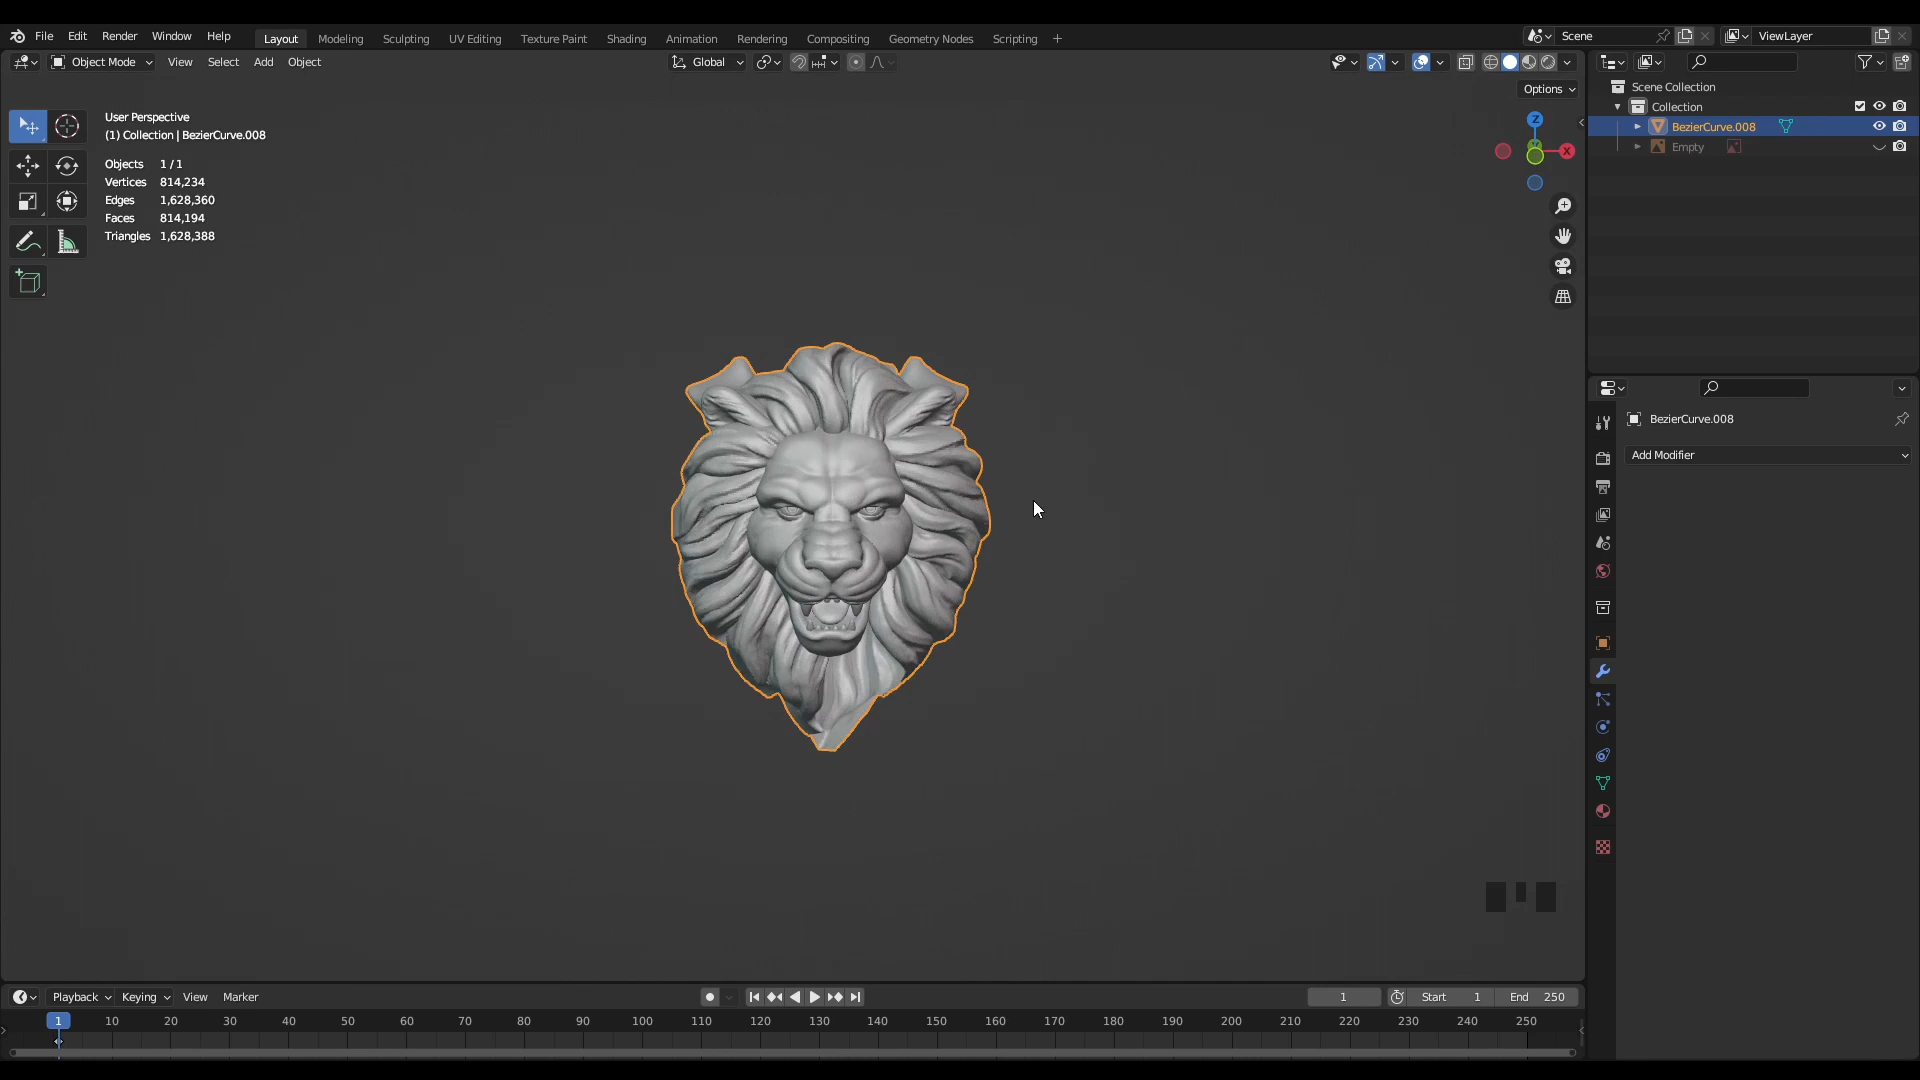 File Edit Render Window Help Layout Modeling Sculpting UV Editing Texture Paint Shading Animation Rendering Compositing Geometry Nodes Scripting + Scene ViewLayer
Object Mode View Select Add Object Global
Options
User Perspective
(1) Collection | BezierCurve.008
Objects 1 / 1
Vertices 814,234
Edges 1,628,360
Faces 814,194
Triangles 1,628,388
Z
X
Scene Collection
Collection
BezierCurve.008
Empty
BezierCurve.008
Add Modifier
Playback Keying View Marker 1 Start 1 End 250
1 10 20 30 40 50 60 70 80 90 100 110 120 130 140 150 160 170 180 190 200 210 220 230 240 250